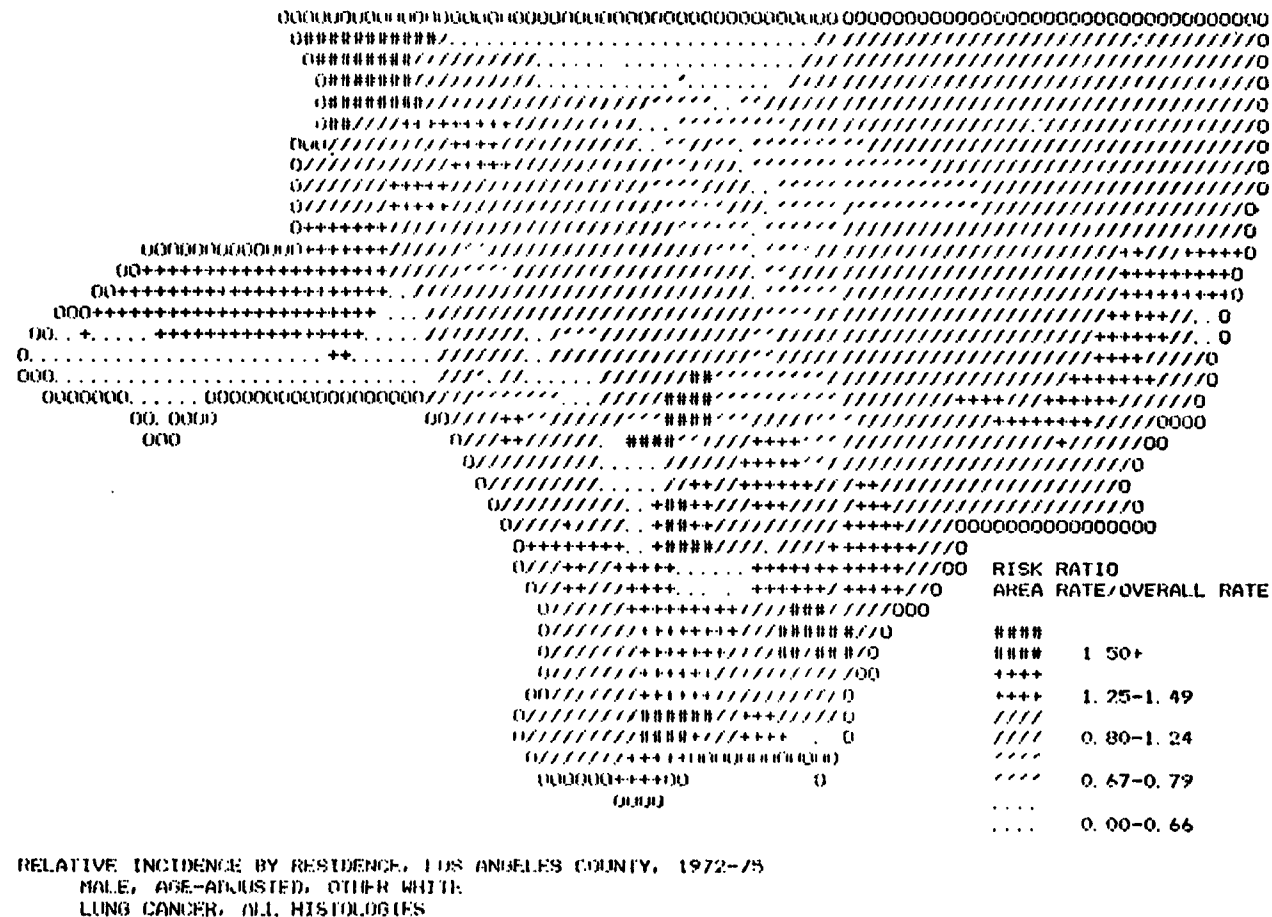 RISK RATIO
AREA RATE/OVERALL RATE
####
#### 1 50+
++++
++++ 1. 25-1. 49
////
//// 0. 80-1. 24
''''
'''' 0. 67-0. 79
. . . .
. . . . 0. 00-0. 66
RELATIVE INCIDENCE BY RESIDENCE, LOS ANGELES COUNTY, 1972-75
MALE, AGE-ADJUSTED, OTHER WHITE
LUNG CANCER, ALL HISTOLOGIES